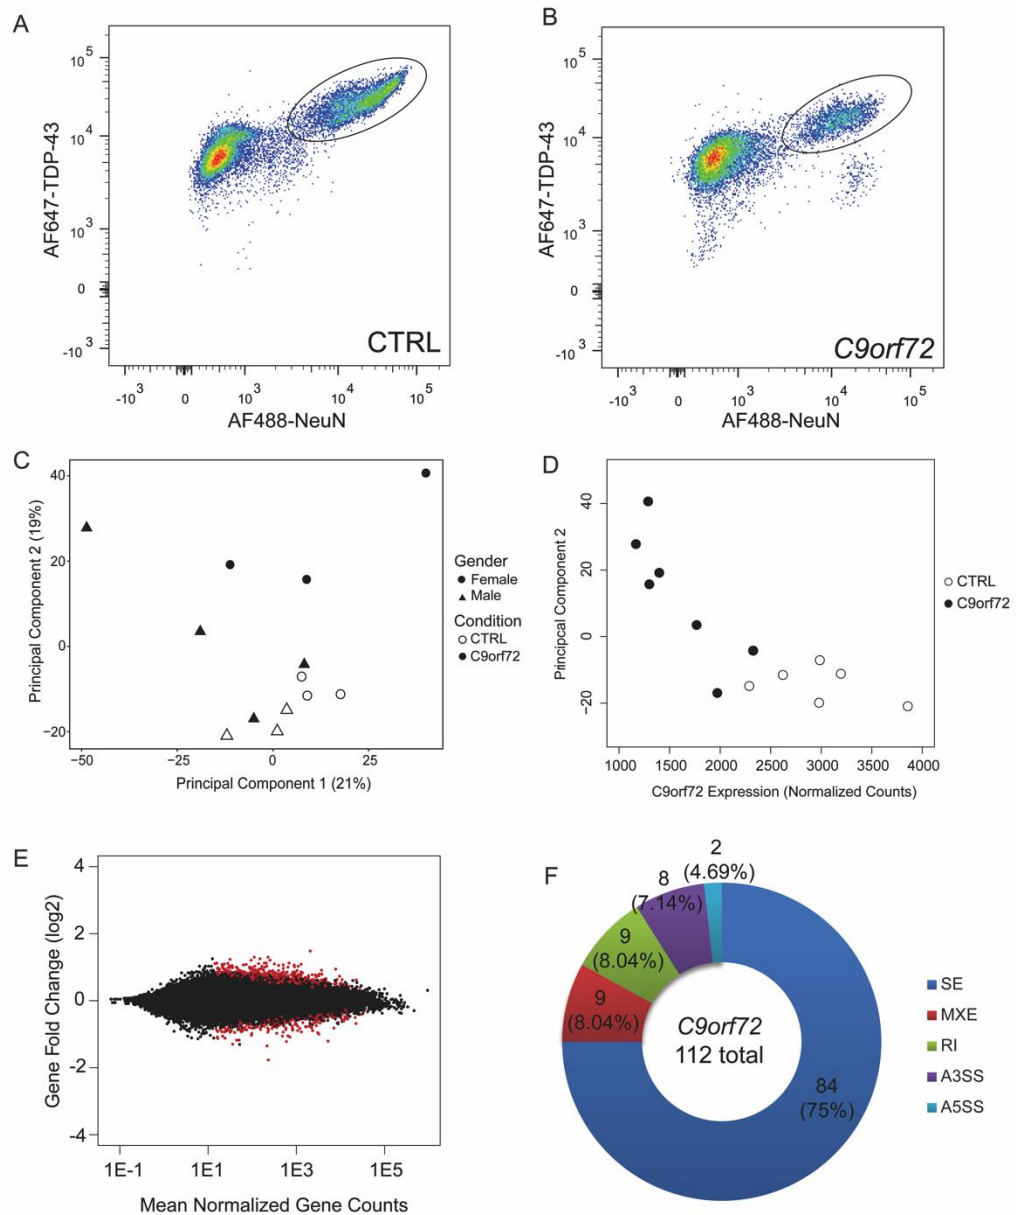 A
AF647-TDP-43
10^5
10^4
10^3
0
-10^3
CTRL
-10^3
0
10^3
10^4
10^5
AF488-NeuN
B
AF647-TDP-43
10^5
10^4
10^3
0
-10^3
C9orf72
-10^3
0
10^3
10^4
10^5
AF488-NeuN
C
Principal Component 2 (19%)
40
20
0
−20
−50
−25
0
25
Principal Component 1 (21%)
Gender
Female
Male
Condition
CTRL
C9orf72
D
Principcal Component 2
40
20
0
−20
1000
1500
2000
2500
3000
3500
4000
C9orf72 Expression (Normalized Counts)
CTRL
C9orf72
E
Gene Fold Change (log2)
4
2
0
-2
-4
1E-1
1E1
1E3
1E5
Mean Normalized Gene Counts
F
2
(4.69%)
8
(7.14%)
9
(8.04%)
9
(8.04%)
C9orf72
112 total
84
(75%)
SE
MXE
RI
A3SS
A5SS